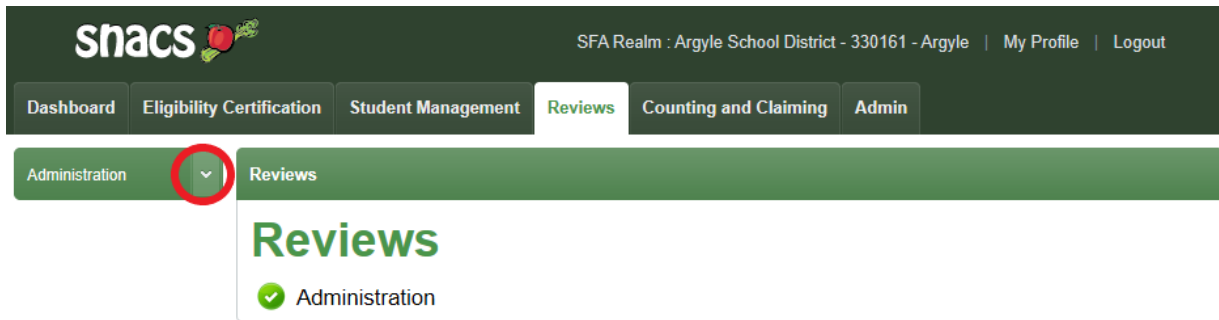 snacs
SFA Realm : Argyle School District - 330161 - Argyle | My Profile | Logout
Dashboard Eligibility Certification Student Management Reviews Counting and Claiming Admin
Administration
Reviews
Reviews
Administration